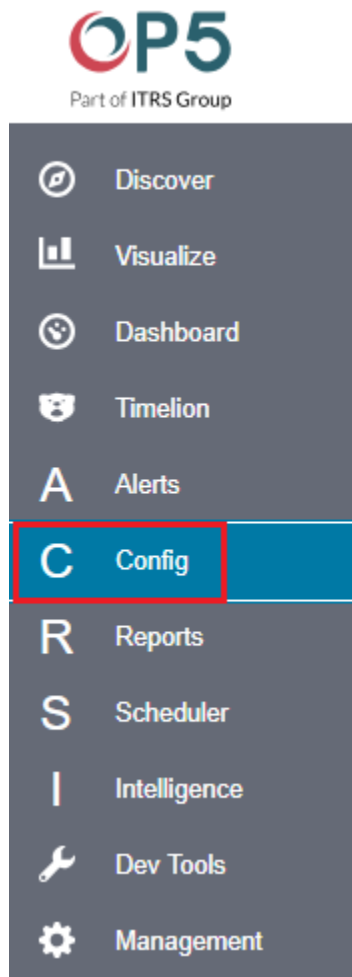 OP5
Part of ITRS Group
Discover
Visualize
Dashboard
Timelion
A Alerts
C Config
R Reports
S Scheduler
I Intelligence
Dev Tools
Management